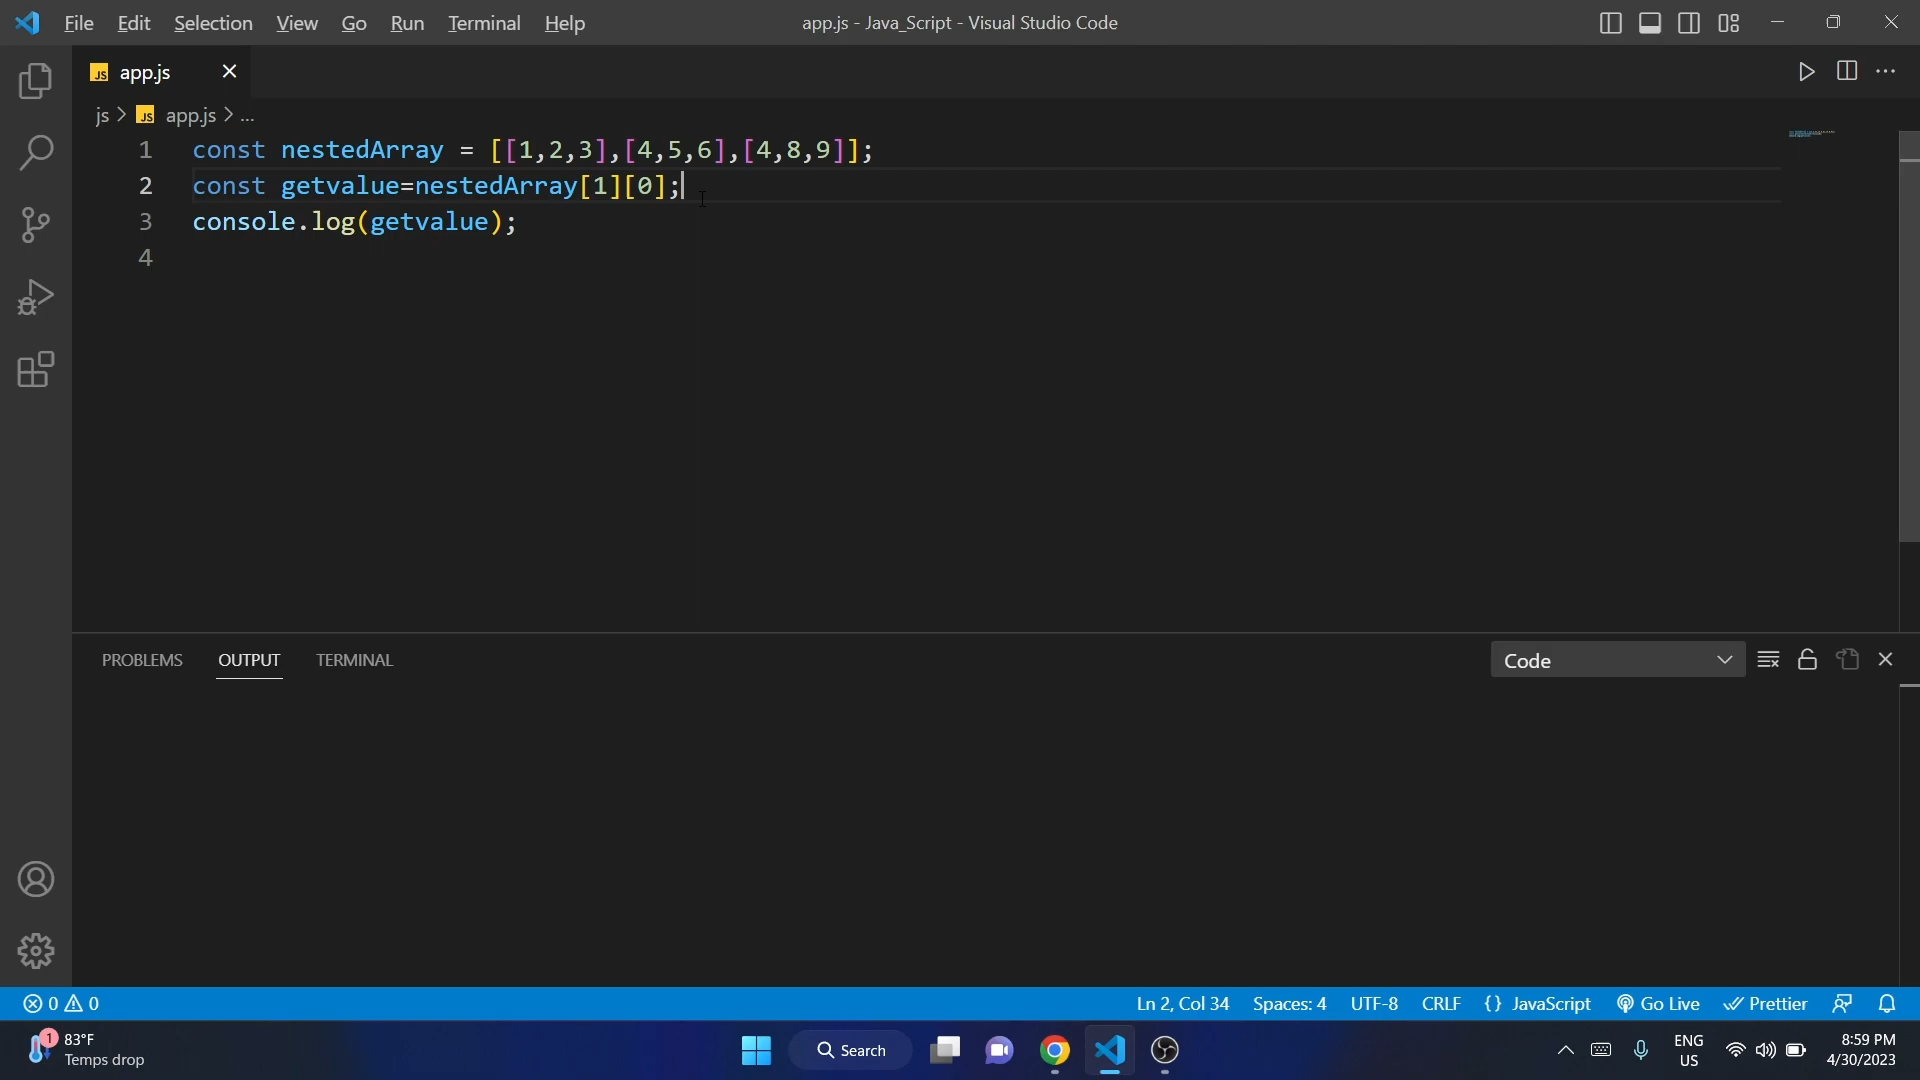 File Edit Selection View Go Run Terminal Help app.js - Java_Script - Visual Studio Code
JS app.js
js > JS app.js > ...
1 const nestedArray = [[1,2,3],[4,5,6],[4,8,9]];
2 const getvalue=nestedArray[1][0];
3 console.log(getvalue);
4
PROBLEMS OUTPUT TERMINAL Code
0 0 Ln 2, Col 34 Spaces: 4 UTF-8 CRLF {} JavaScript Go Live Prettier
1 83°F Search ENG 8:59 PM
Temps drop US 4/30/2023